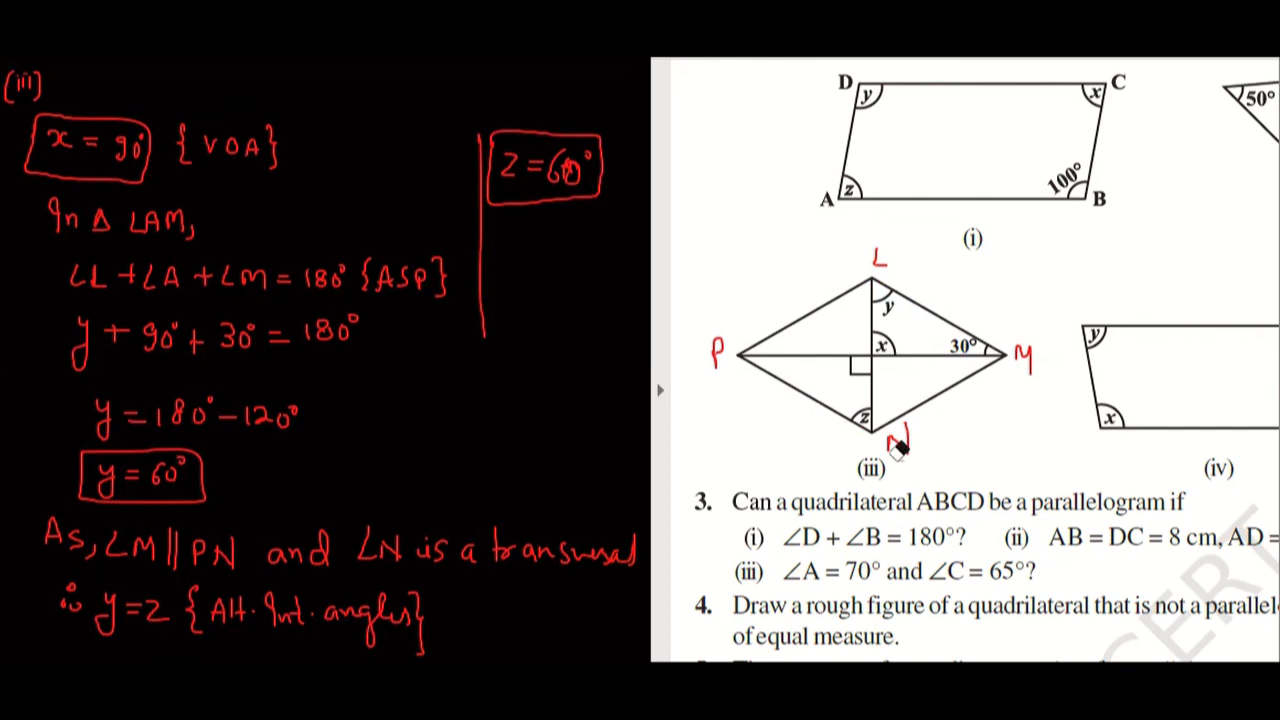 (iii)
x = 90° {VOA}
In Δ LAM,
∠L + ∠A + ∠M = 180° {ASP}
y + 90° + 30° = 180°
y = 180° - 120°
y = 60°
As, LM || PN and LN is a transversal
∴ y = z {Alt. Int. angles}
z = 60°
D
C
y
x
50°
100°
z
A
B
(i)
L
y
P
x
30°
M
y
z
x
N
(iii)
(iv)
3. Can a quadrilateral ABCD be a parallelogram if
(i) ∠D + ∠B = 180°? (ii) AB = DC = 8 cm, AD =
(iii) ∠A = 70° and ∠C = 65°?
4. Draw a rough figure of a quadrilateral that is not a parallel
of equal measure.
CERT